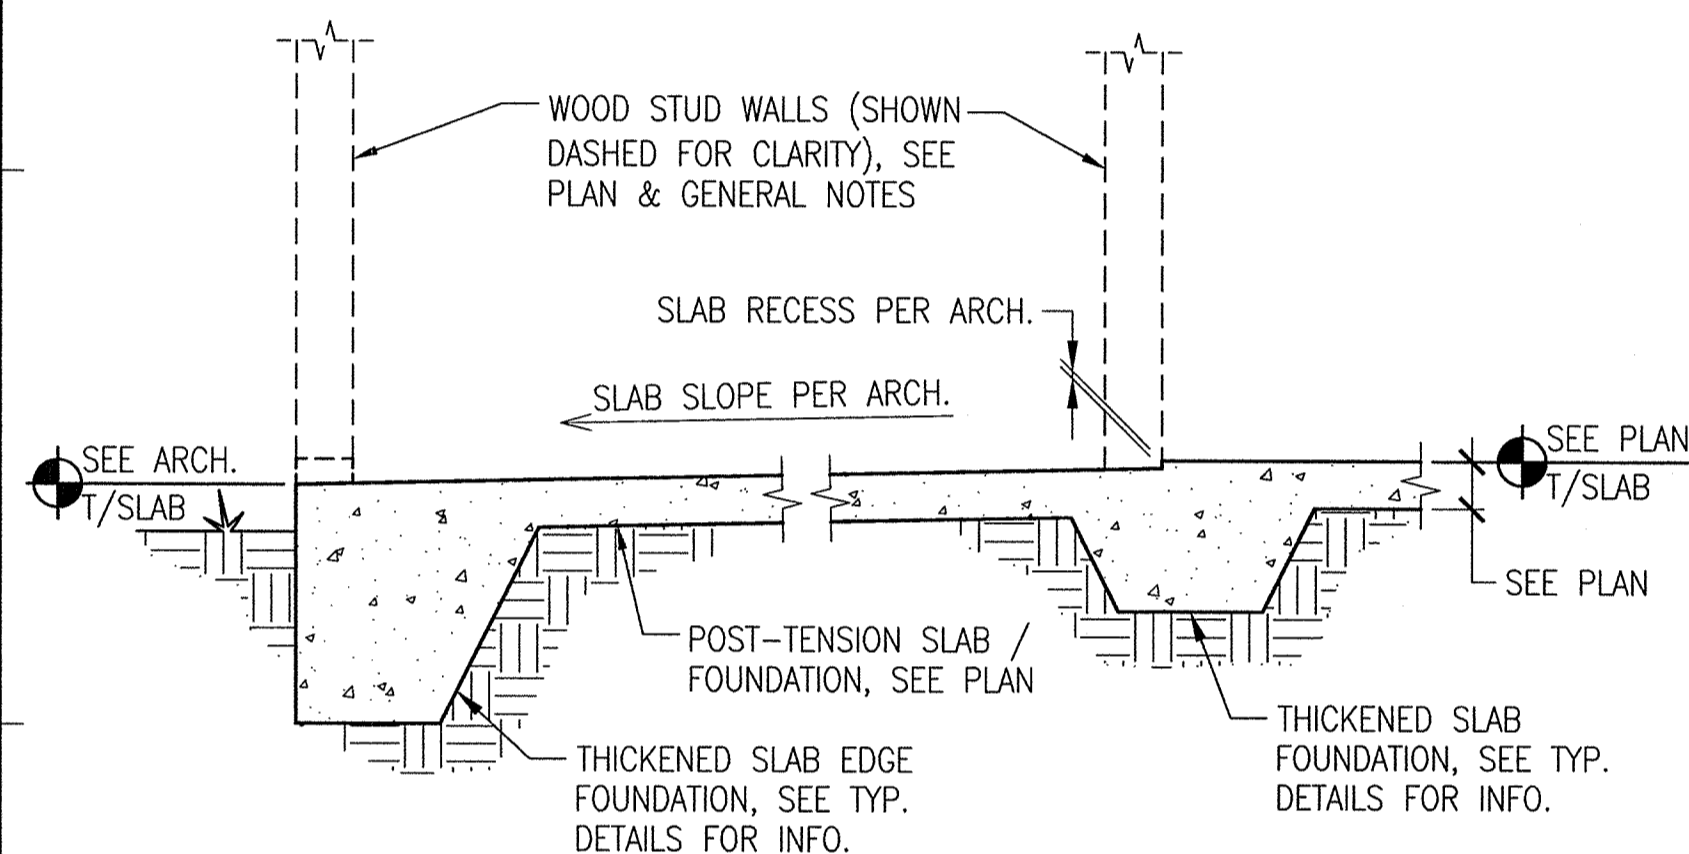 WOOD STUD WALLS (SHOWN
DASHED FOR CLARITY), SEE
PLAN & GENERAL NOTES
SLAB RECESS PER ARCH.
SLAB SLOPE PER ARCH.
SEE ARCH.
T/SLAB
SEE PLAN
T/SLAB
SEE PLAN
POST-TENSION SLAB /
FOUNDATION, SEE PLAN
THICKENED SLAB
FOUNDATION, SEE TYP.
DETAILS FOR INFO.
THICKENED SLAB EDGE
FOUNDATION, SEE TYP.
DETAILS FOR INFO.